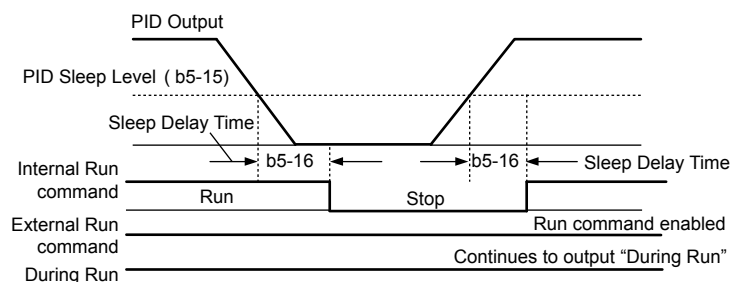 PID Output
PID Sleep Level ( b5-15)
Sleep Delay Time
b5-16
b5-16
Sleep Delay Time
Internal Run
command
Run
Stop
External Run
command
Run command enabled
Continues to output “During Run”
During Run